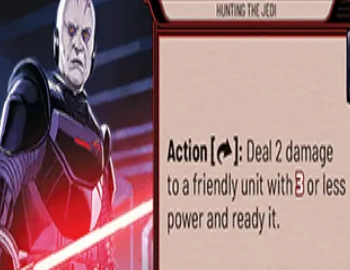 HUNTING THE JEDI
Action [↷]: Deal 2 damage
to a friendly unit with 3 or less
power and ready it.